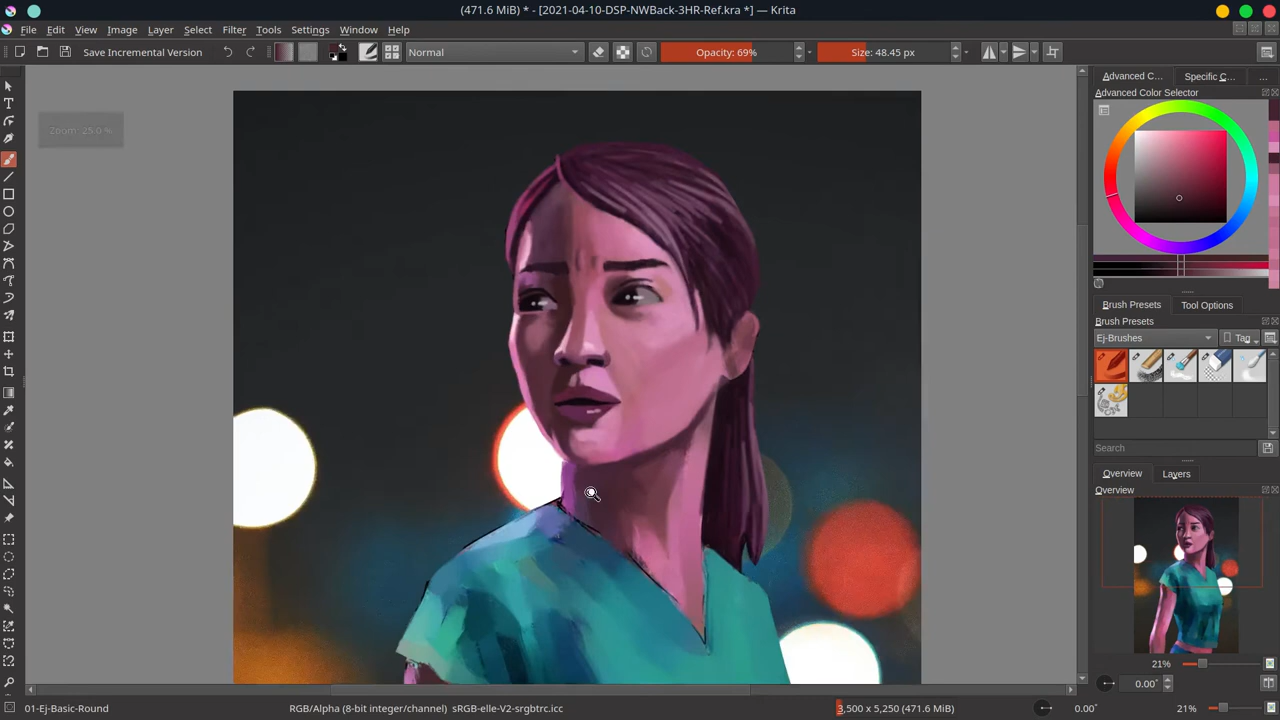 (471.6 MiB) * - [2021-04-10-DSP-NWBack-3HR-Ref.kra *] — Krita
File Edit View Image Layer Select Filter Tools Settings Window Help
Save Incremental Version Normal Opacity: 69% Size: 48.45 px
Advanced C... Specific C... ...
Advanced Color Selector
Zoom: 25.0 %
Brush Presets Tool Options
Brush Presets
Ej-Brushes Tag
Search
Overview Layers
Overview
21%
0.00°
01-Ej-Basic-Round RGB/Alpha (8-bit integer/channel) sRGB-elle-V2-srgbtrc.icc 3,500 x 5,250 (471.6 MiB) 0.00° 21%